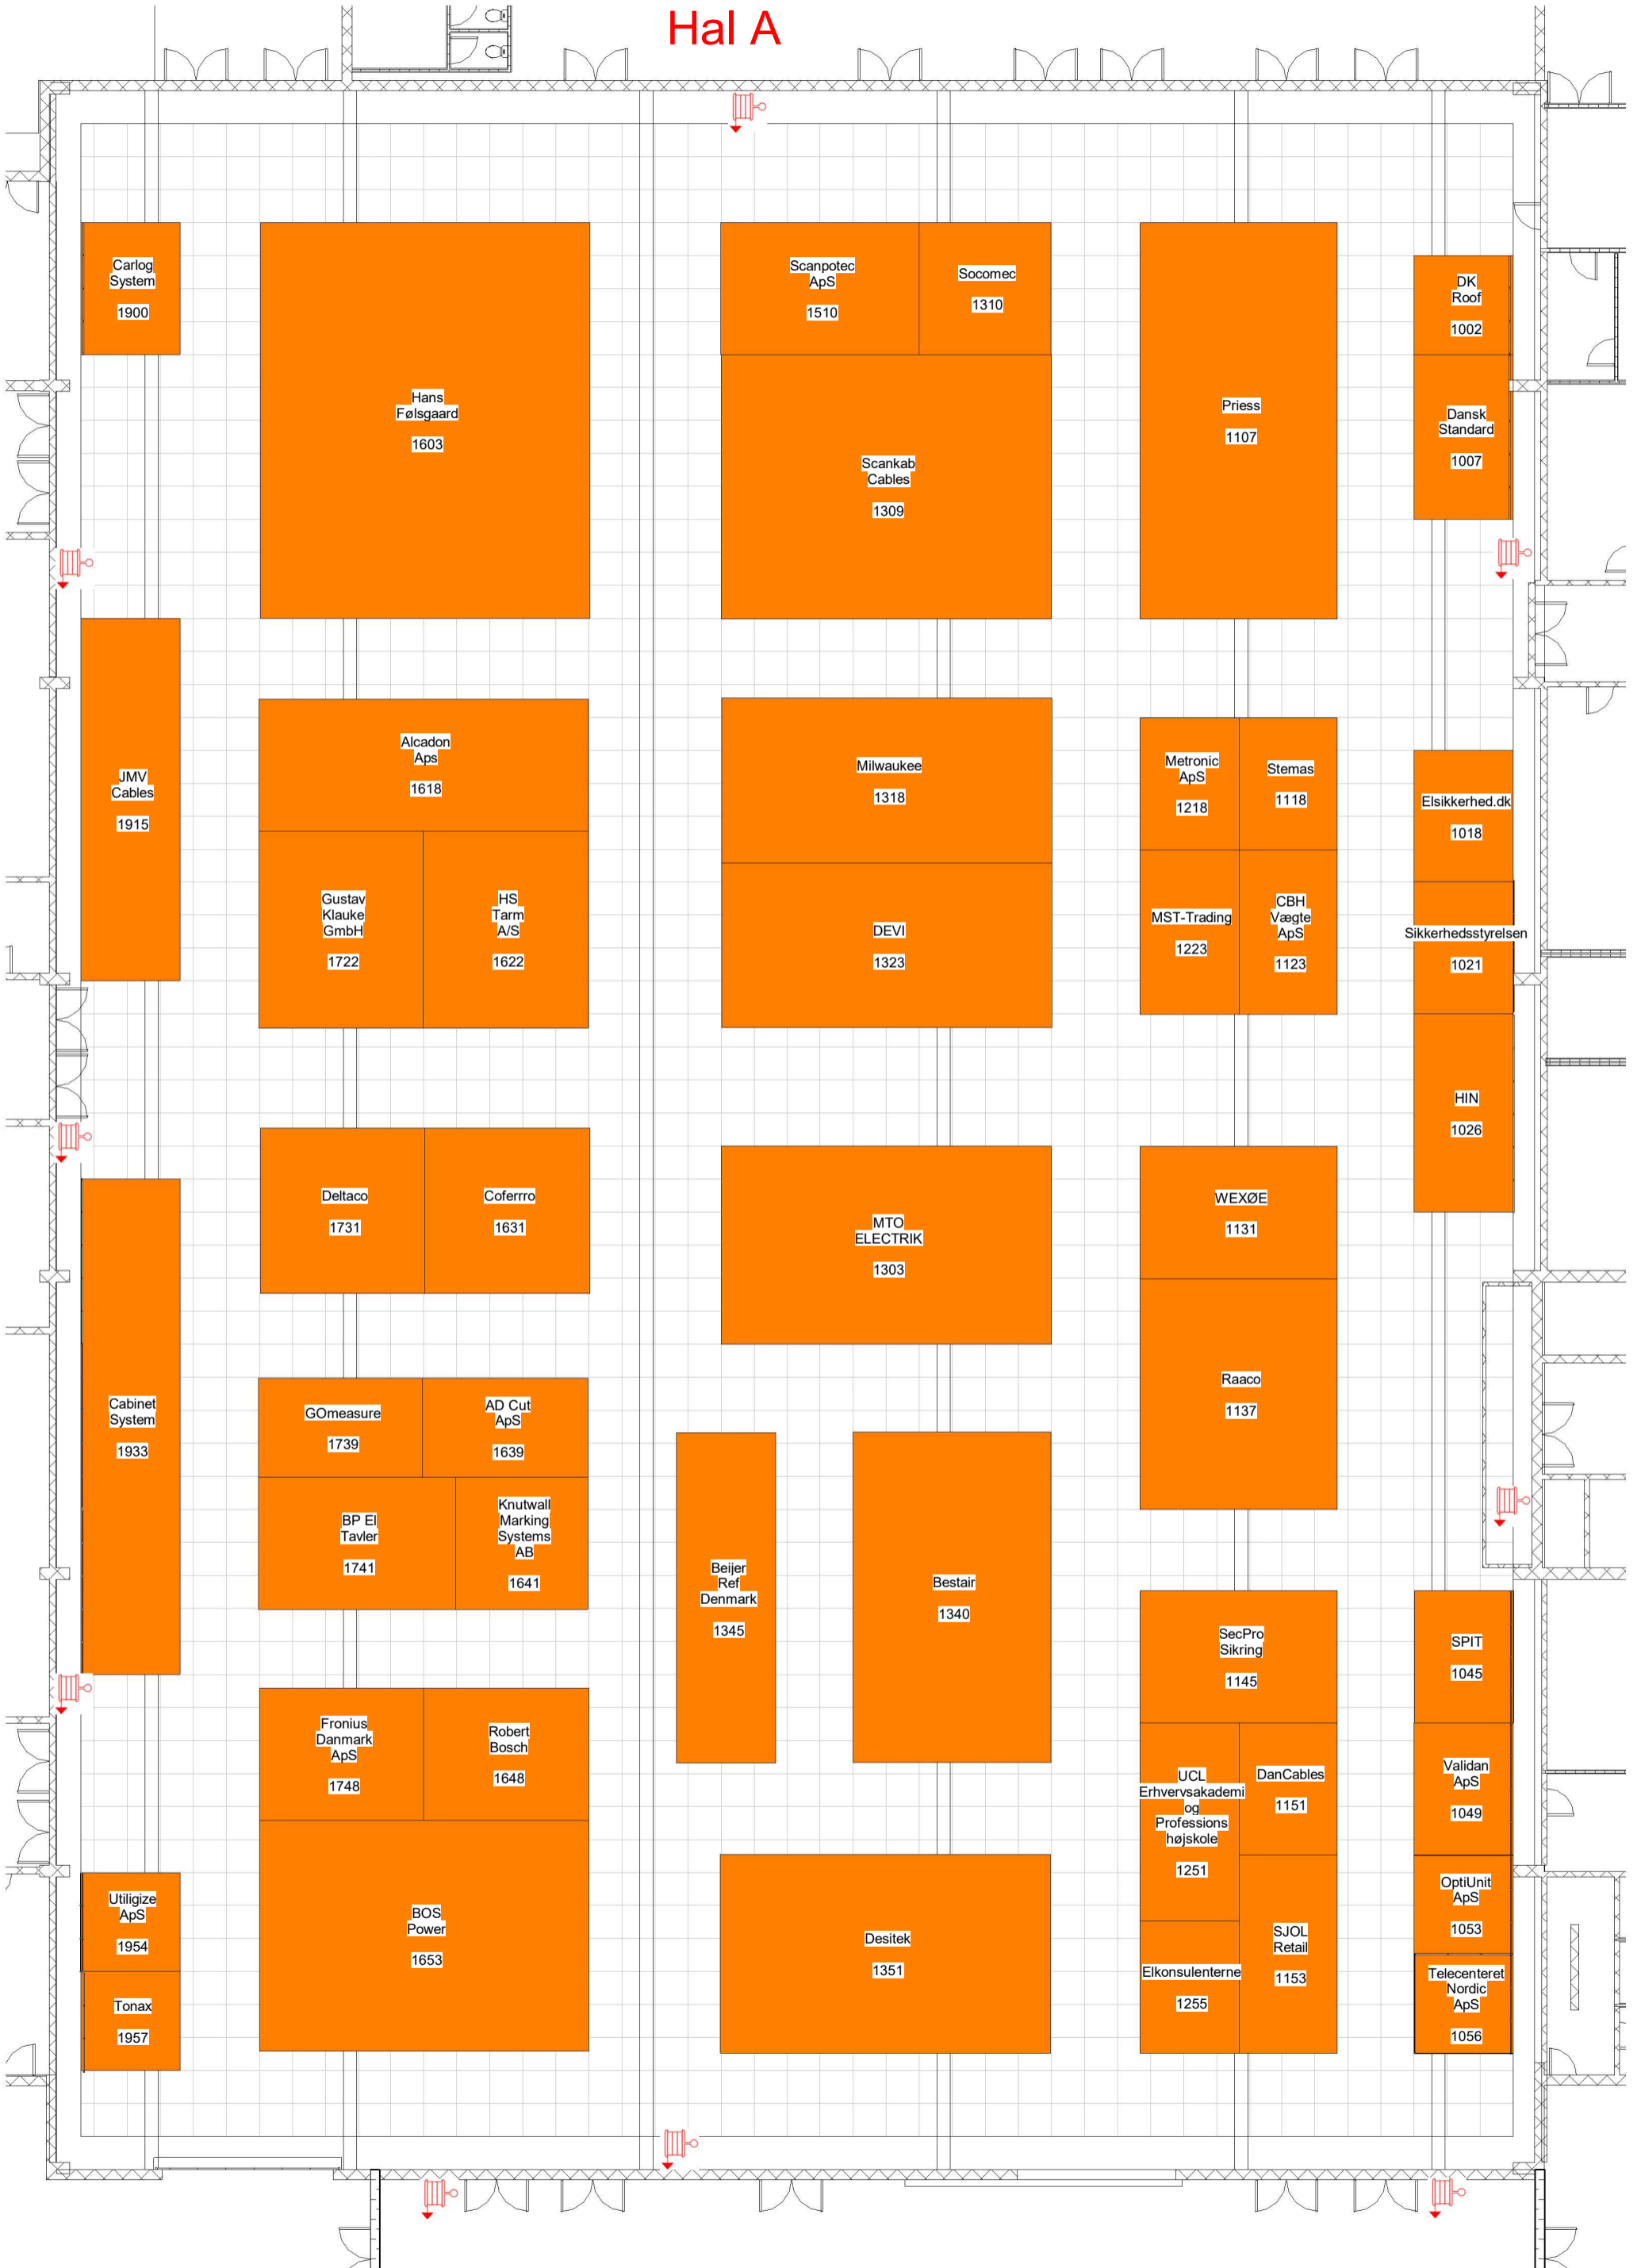 Hal A
Carlog
System
1900
Hans
Følsgaard
1603
Scanpotec
ApS
1510
Socomec
1310
Scankab
Cables
1309
Priess
1107
DK
Roof
1002
Dansk
Standard
1007
JMV
Cables
1915
Alcadon
Aps
1618
Gustav
Klauke
GmbH
1722
HS
Tarm
A/S
1622
Milwaukee
1318
DEVI
1323
Metronic
ApS
1218
Stemas
1118
MST-Trading
1223
CBH
Vægte
ApS
1123
Elsikkerhed.dk
1018
Sikkerhedsstyrelsen
1021
HIN
1026
Deltaco
1731
Coferrro
1631
MTO
ELECTRIK
1303
WEXØE
1131
Raaco
1137
Cabinet
System
1933
GOmeasure
1739
AD Cut
ApS
1639
BP El
Tavler
1741
Knutwall
Marking
Systems
AB
1641
Beijer
Ref
Denmark
1345
Bestair
1340
SecPro
Sikring
1145
SPIT
1045
Fronius
Danmark
ApS
1748
Robert
Bosch
1648
UCL
Erhvervsakademi
og
Professions
højskole
1251
DanCables
1151
Validan
ApS
1049
Utiligize
ApS
1954
BOS
Power
1653
Desitek
1351
SJOL
Retail
1153
OptiUnit
ApS
1053
Tonax
1957
Elkonsulenterne
1255
Telecenteret
Nordic
ApS
1056